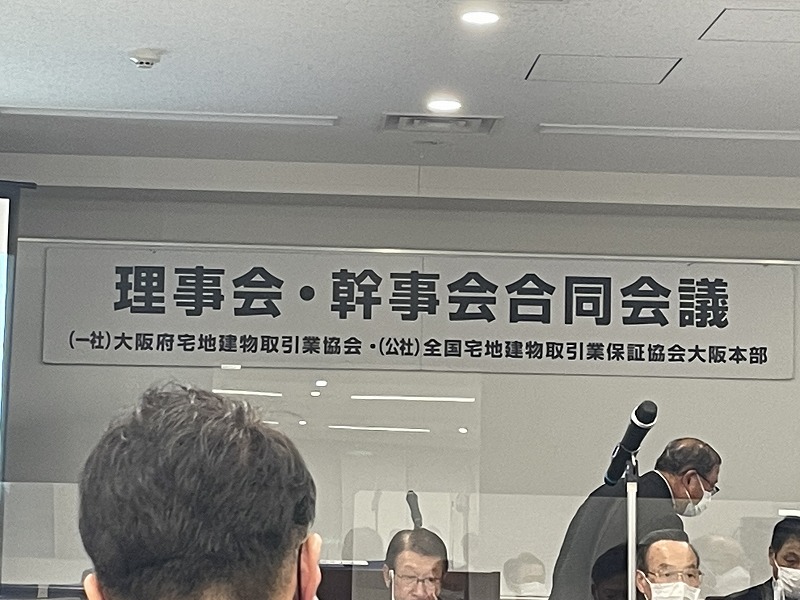 理事会・幹事会合同会議
(一社)大阪府宅地建物取引業協会・(公社)全国宅地建物取引業保証協会大阪本部